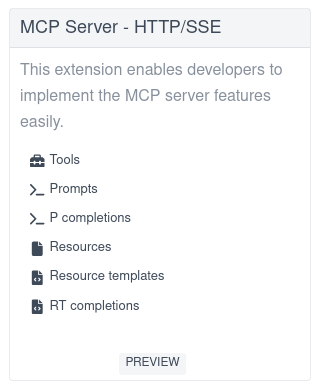 MCP Server - HTTP/SSE
This extension enables developers to
implement the MCP server features
easily.
Tools
Prompts
P completions
Resources
Resource templates
RT completions
PREVIEW